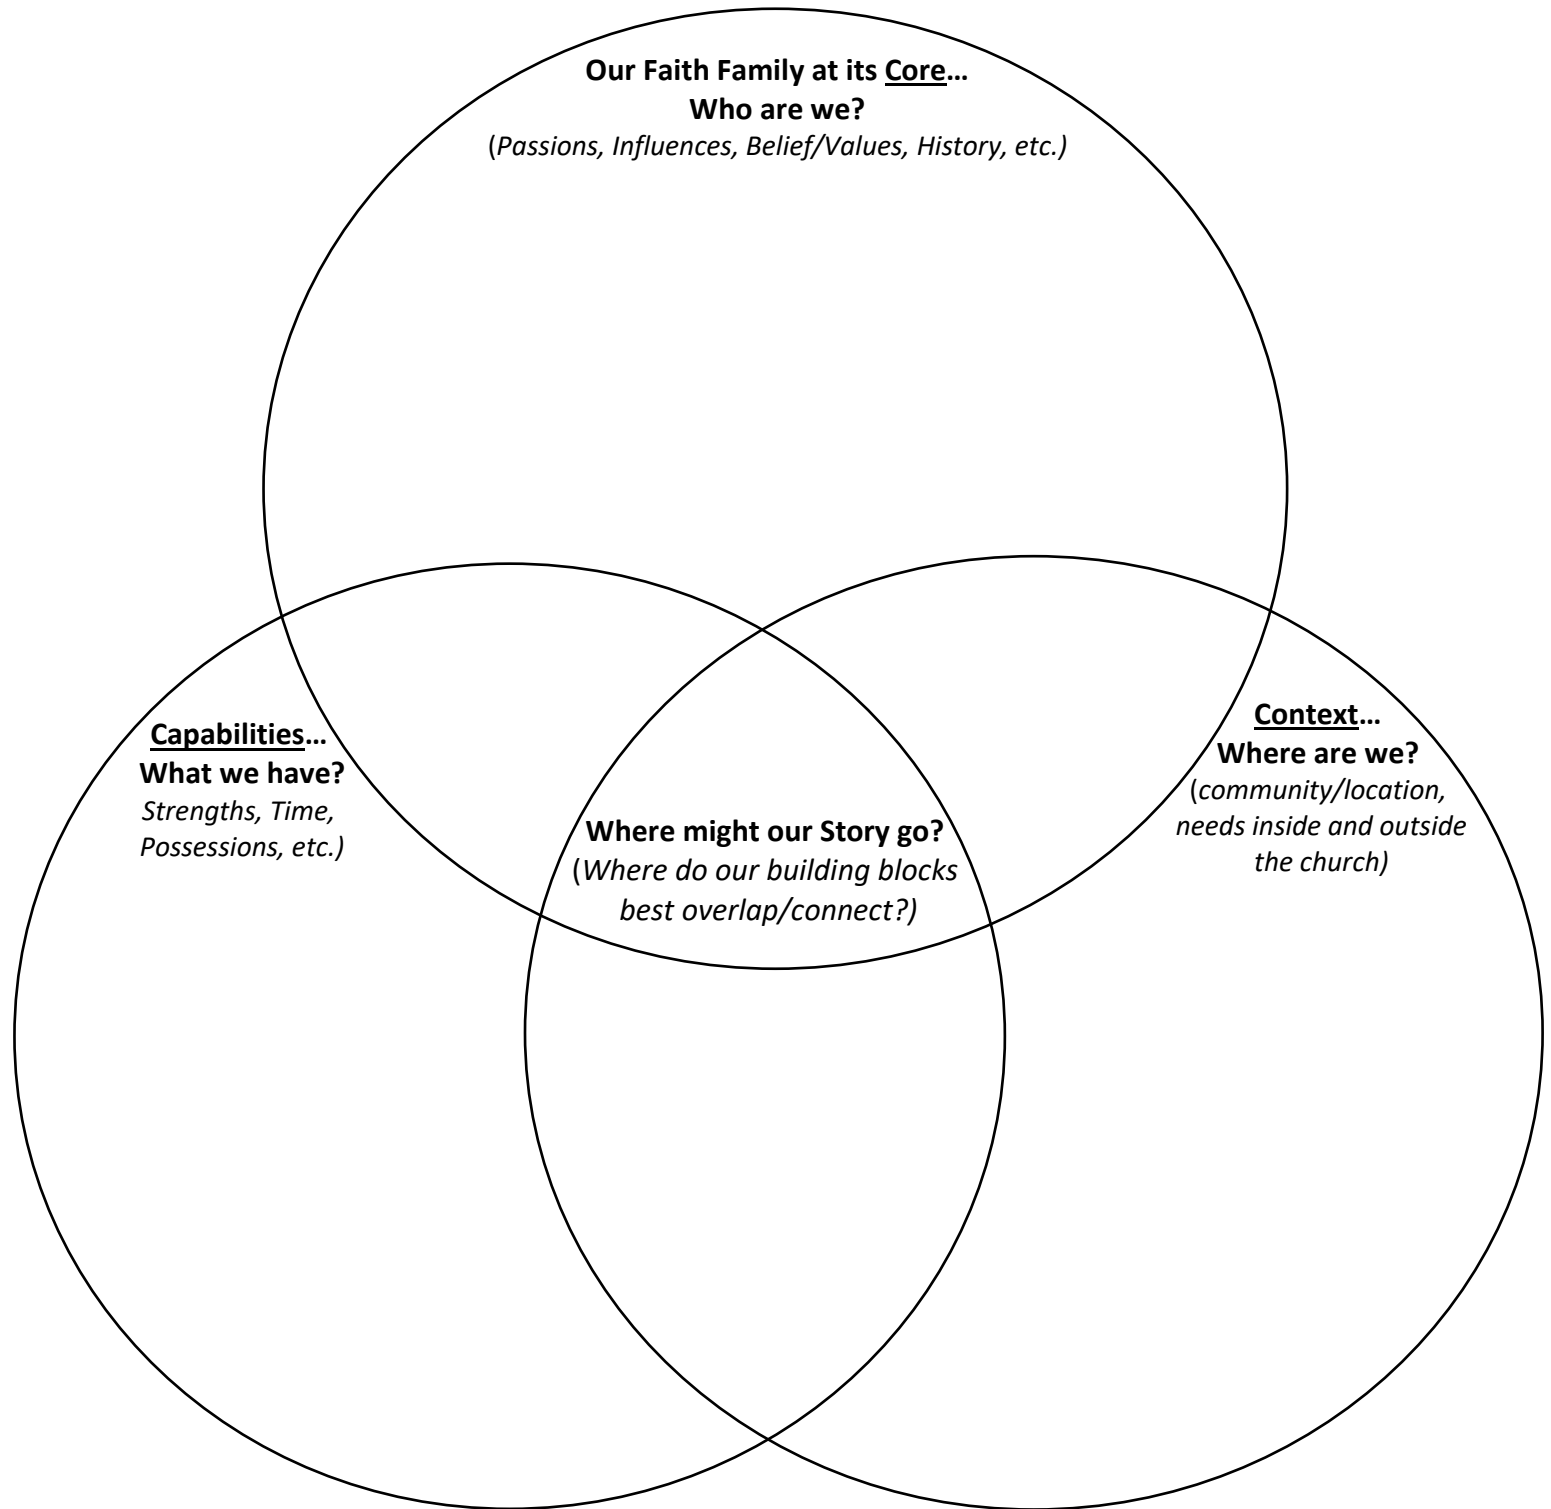 Our Faith Family at its Core…
Who are we?
(Passions, Influences, Belief/Values, History, etc.)
Capabilities…
What we have?
Strengths, Time,
Possessions, etc.)
Context…
Where are we?
(community/location,
needs inside and outside
the church)
Where might our Story go?
(Where do our building blocks
best overlap/connect?)